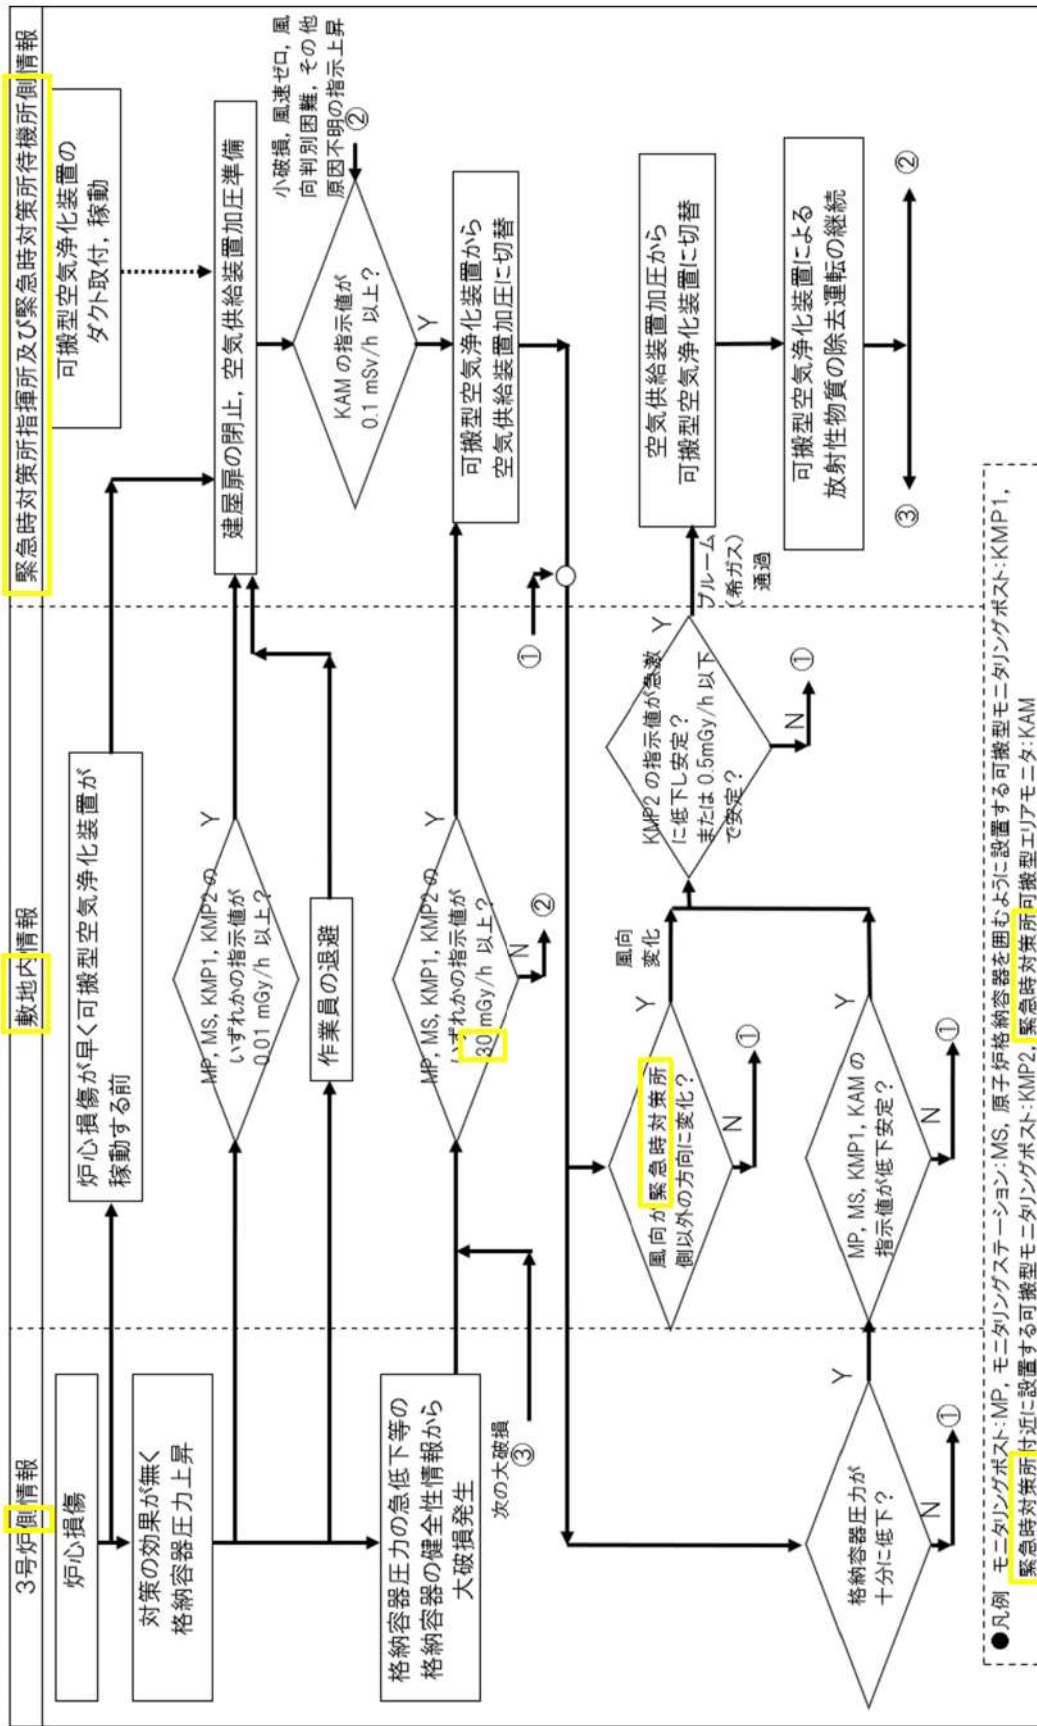 3号炉側情報
敷地内情報
緊急時対策所指揮所及び緊急時対策所待機所側情報
炉心損傷
対策の効果が無く
格納容器圧力上昇
格納容器圧力の急低下等の
格納容器の健全性情報から
大破損発生
次の大破損
③
格納容器圧力が
十分に低下?
Y
N
①
炉心損傷が早く可搬型空気浄化装置が
稼動する前
MP, MS, KMP1, KMP2 の
いずれかの指示値が
0.01 mGy/h 以上?
Y
作業員の退避
MP, MS, KMP1, KMP2 の
いずれかの指示値が
30 mGy/h 以上?
Y
N
②
風向が緊急時対策所
側以外の方向に変化?
Y
風向
変化
N
①
MP, MS, KMP1, KAM の
指示値が低下安定?
Y
N
①
KMP2 の指示値が急激
に低下し安定?
または 0.5mGy/h 以下
で安定?
Y
N
①
プルーム
(希ガス)
通過
可搬型空気浄化装置の
ダクト取付, 稼動
建屋扉の閉止, 空気供給装置加圧準備
KAM の指示値が
0.1 mSv/h 以上?
Y
小破損, 風速ゼロ, 風
向判別困難, その他
原因不明の指示上昇
②
可搬型空気浄化装置から
空気供給装置加圧に切替
①
空気供給装置加圧から
可搬型空気浄化装置に切替
可搬型空気浄化装置による
放射性物質の除去運転の継続
③
②
●凡例 モニタリングポスト:MP, モニタリングステーション:MS, 原子炉格納容器を囲むように設置する可搬型モニタリングポスト:KMP1,
緊急時対策所付近に設置する可搬型モニタリングポスト:KMP2, 緊急時対策所可搬型エリアモニタ:KAM